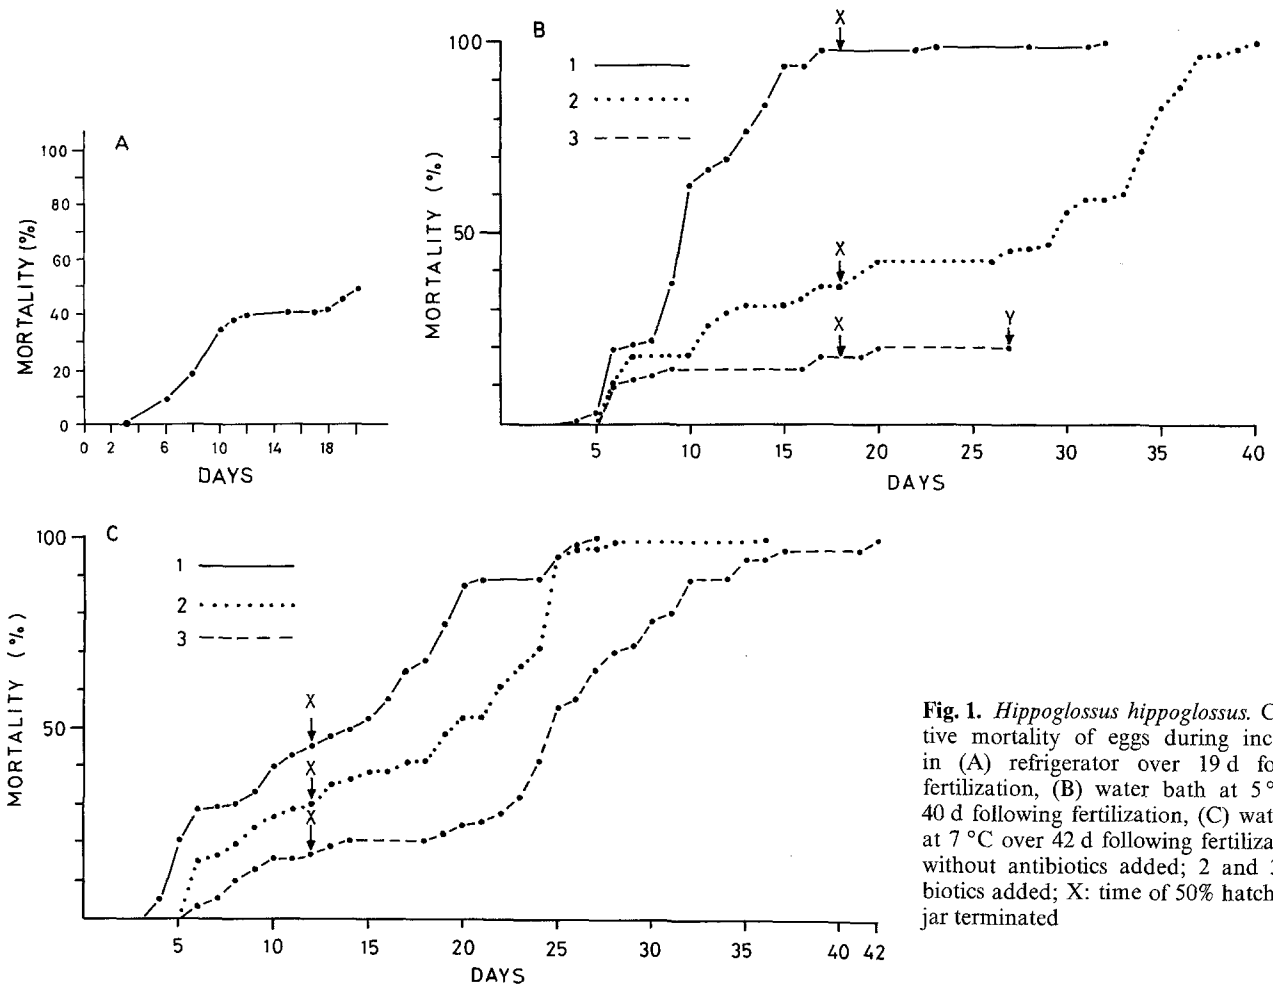 A
100
80
60
40
20
0
MORTALITY (%)
0 2 6 10 14 18
DAYS
B
100
50
MORTALITY (%)
1
2
3
X
X
X
Y
5 10 15 20 25 30 35 40
DAYS
C
100
50
MORTALITY (%)
1
2
3
X
X
X
5 10 15 20 25 30 35 40 42
DAYS
Fig. 1. Hippoglossus hippoglossus. C
tive mortality of eggs during inc
in (A) refrigerator over 19 d fo
fertilization, (B) water bath at 5°
40 d following fertilization, (C) wat
at 7 °C over 42 d following fertiliza
without antibiotics added; 2 and 3
biotics added; X: time of 50% hatch
jar terminated